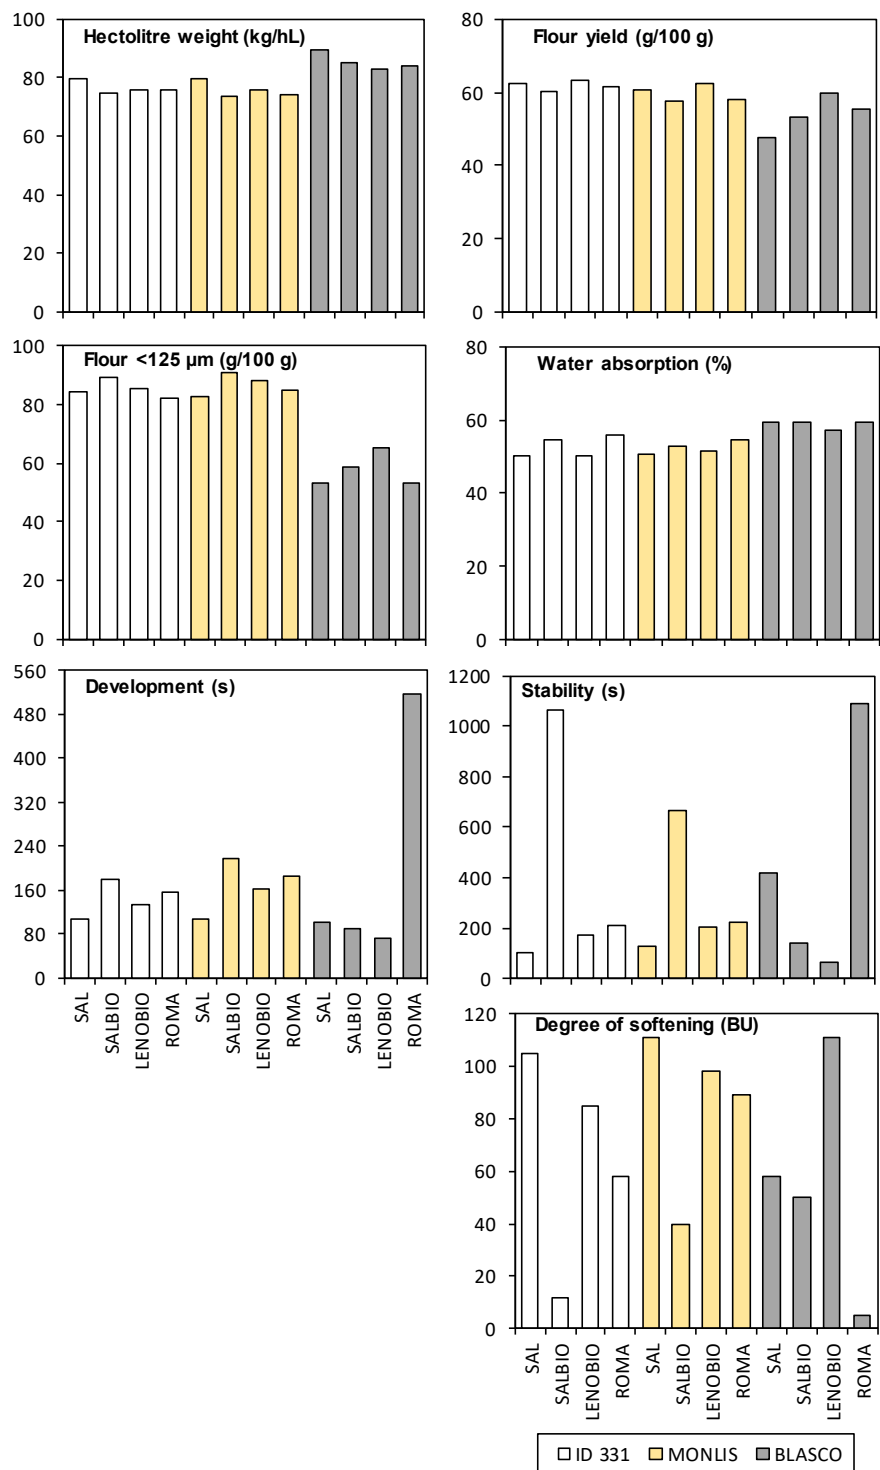 Hectolitre weight (kg/hL)
100
80
60
40
20
0
Flour yield (g/100 g)
80
60
40
20
0
Flour <125 µm (g/100 g)
100
80
60
40
20
0
Water absorption (%)
80
60
40
20
0
Development (s)
560
480
400
320
240
160
80
0
SAL
SALBIO
LENOBIO
ROMA
SAL
SALBIO
LENOBIO
ROMA
SAL
SALBIO
LENOBIO
ROMA
Stability (s)
1200
1000
800
600
400
200
0
Degree of softening (BU)
120
100
80
60
40
20
0
SAL
SALBIO
LENOBIO
ROMA
SAL
SALBIO
LENOBIO
ROMA
SAL
SALBIO
LENOBIO
ROMA
ID 331 MONLIS BLASCO